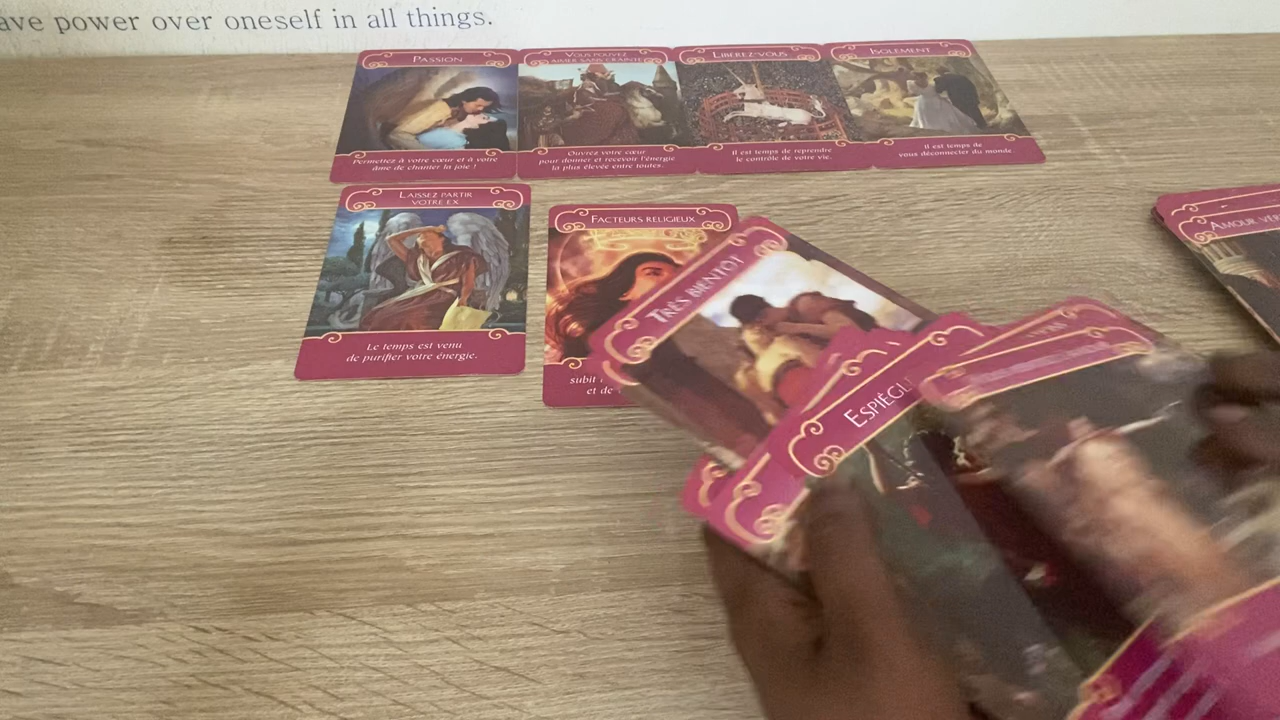 ave power over oneself in all things.
PASSION
Permettez à votre cœur et à votre
âme de chanter la joie !
VOUS POUVEZ
AIMER SANS CRAINTE
Ouvrez votre cœur
pour donner et recevoir l'énergie
la plus élevée entre toutes.
LIBÉREZ-VOUS
Il est temps de reprendre
le contrôle de votre vie.
ISOLEMENT
Il est temps de
vous déconnecter du monde.
LAISSEZ PARTIR
VOTRE EX
Le temps est venu
de purifier votre énergie.
FACTEURS RELIGIEUX
subit
et de
TRÈS BIENTÔT
ESPIÈGL
AMOUR